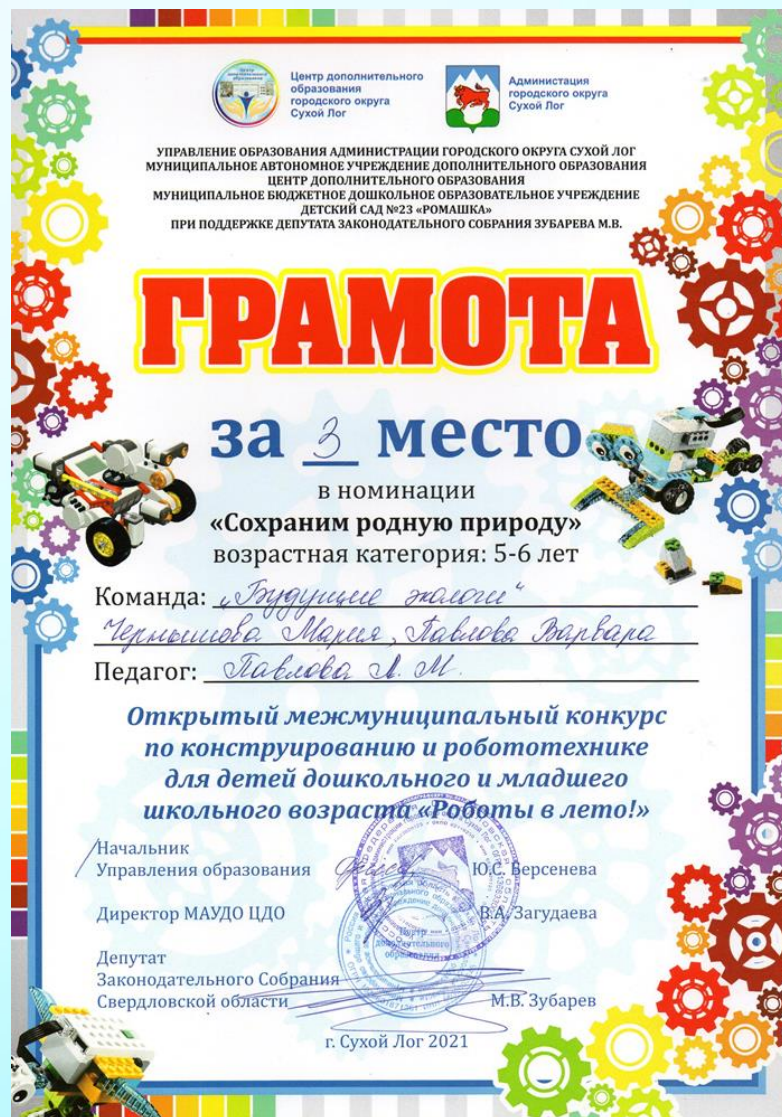 Центр дополнительного
образования
городского округа
Сухой Лог
Администация
городского округа
Сухой Лог
УПРАВЛЕНИЕ ОБРАЗОВАНИЯ АДМИНИСТРАЦИИ ГОРОДСКОГО ОКРУГА СУХОЙ ЛОГ
МУНИЦИПАЛЬНОЕ АВТОНОМНОЕ УЧРЕЖДЕНИЕ ДОПОЛНИТЕЛЬНОГО ОБРАЗОВАНИЯ
ЦЕНТР ДОПОЛНИТЕЛЬНОГО ОБРАЗОВАНИЯ
МУНИЦИПАЛЬНОЕ БЮДЖЕТНОЕ ДОШКОЛЬНОЕ ОБРАЗОВАТЕЛЬНОЕ УЧРЕЖДЕНИЕ
ДЕТСКИЙ САД №23 «РОМАШКА»
ПРИ ПОДДЕРЖКЕ ДЕПУТАТА ЗАКОНОДАТЕЛЬНОГО СОБРАНИЯ ЗУБАРЕВА М.В.
ГРАМОТА
за 3 место
в номинации
«Сохраним родную природу»
возрастная категория: 5-6 лет
Команда: „Будущие экологи“
Чернышова Мария, Павлова Варвара
Педагог: Павлова А. М.
Открытый межмуниципальный конкурс
по конструированию и робототехнике
для детей дошкольного и младшего
школьного возраста «Роботы в лето!»
Начальник
Управления образования Ю.С. Берсенева
Директор МАУДО ЦДО В.А. Загудаева
Депутат
Законодательного Собрания
Свердловской области М.В. Зубарев
г. Сухой Лог 2021